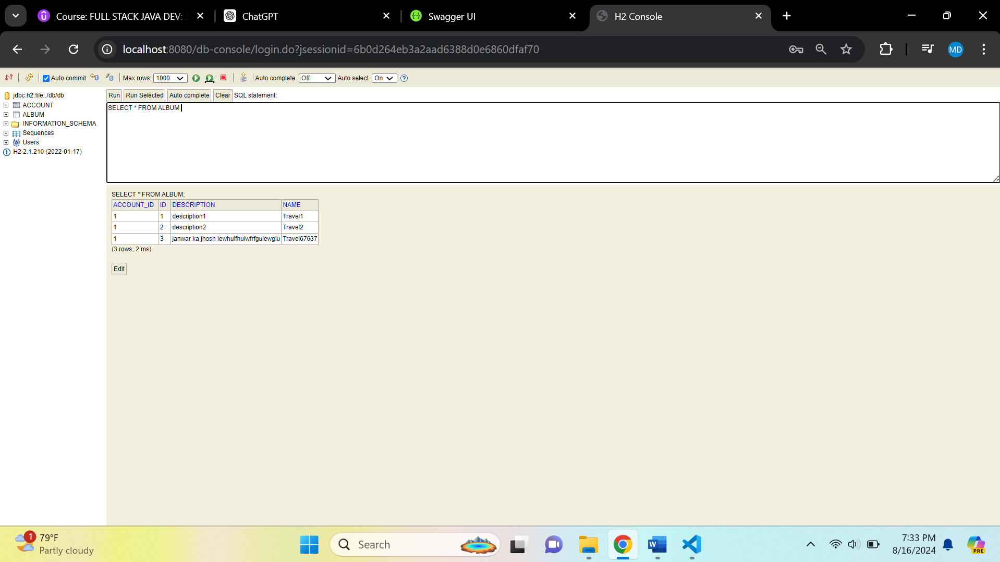 Course: FULL STACK JAVA DEV:
ChatGPT
Swagger UI
H2 Console
localhost:8080/db-console/login.do?jsessionid=6b0d264eb3a2aad6388d0e6860dfaf70
MD
Auto commit
Max rows: 1000
Auto complete Off
Auto select On
jdbc:h2:file:./db/db
ACCOUNT
ALBUM
INFORMATION_SCHEMA
Sequences
Users
H2 2.1.210 (2022-01-17)
Run Run Selected Auto complete Clear SQL statement:
SELECT * FROM ALBUM
SELECT * FROM ALBUM;
ACCOUNT_ID ID DESCRIPTION NAME
1 1 description1 Travel1
1 2 description2 Travel2
1 3 janwar ka jhosh iewhuifhuiwfrfguiewgiu Travel67637
(3 rows, 2 ms)
Edit
1
79°F
Partly cloudy
Search
W
7:33 PM
8/16/2024
PRE